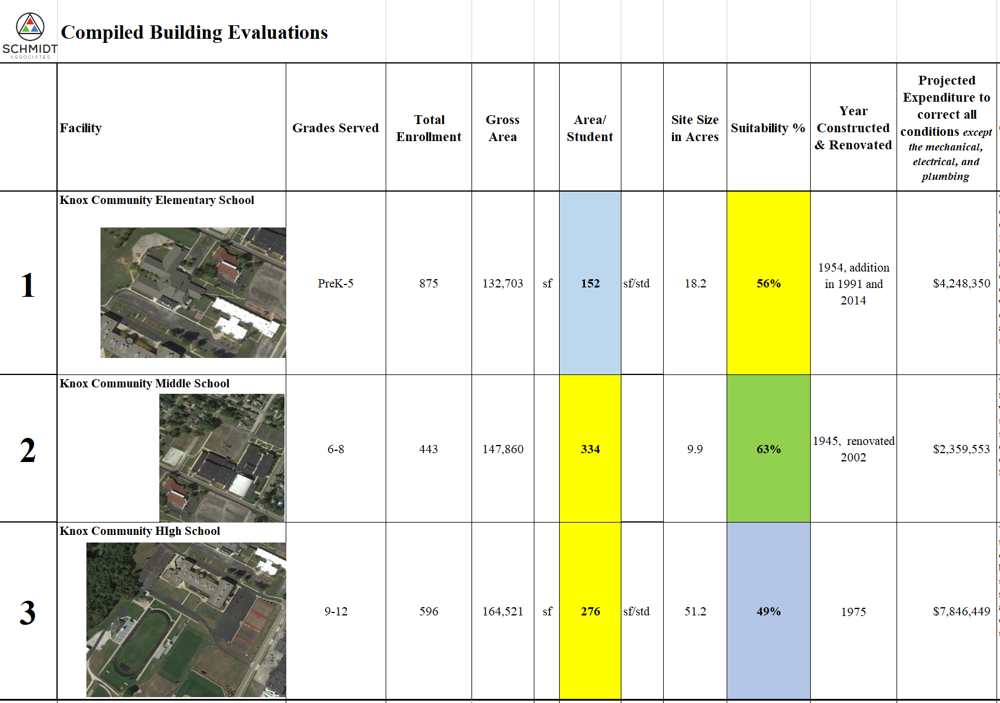 SCHMIDT
ASSOCIATES
Compiled Building Evaluations
Facility
Grades Served
Total
Enrollment
Gross
Area
Area/
Student
Site Size
in Acres
Suitability %
Year
Constructed
& Renovated
Projected
Expenditure to
correct all
conditions except
the mechanical,
electrical, and
plumbing
1
Knox Community Elementary School
PreK-5
875
132,703
sf
152
sf/std
18.2
56%
1954, addition
in 1991 and
2014
$4,248,350
2
Knox Community Middle School
6-8
443
147,860
334
9.9
63%
1945, renovated
2002
$2,359,553
3
Knox Community HIgh School
9-12
596
164,521
sf
276
sf/std
51.2
49%
1975
$7,846,449